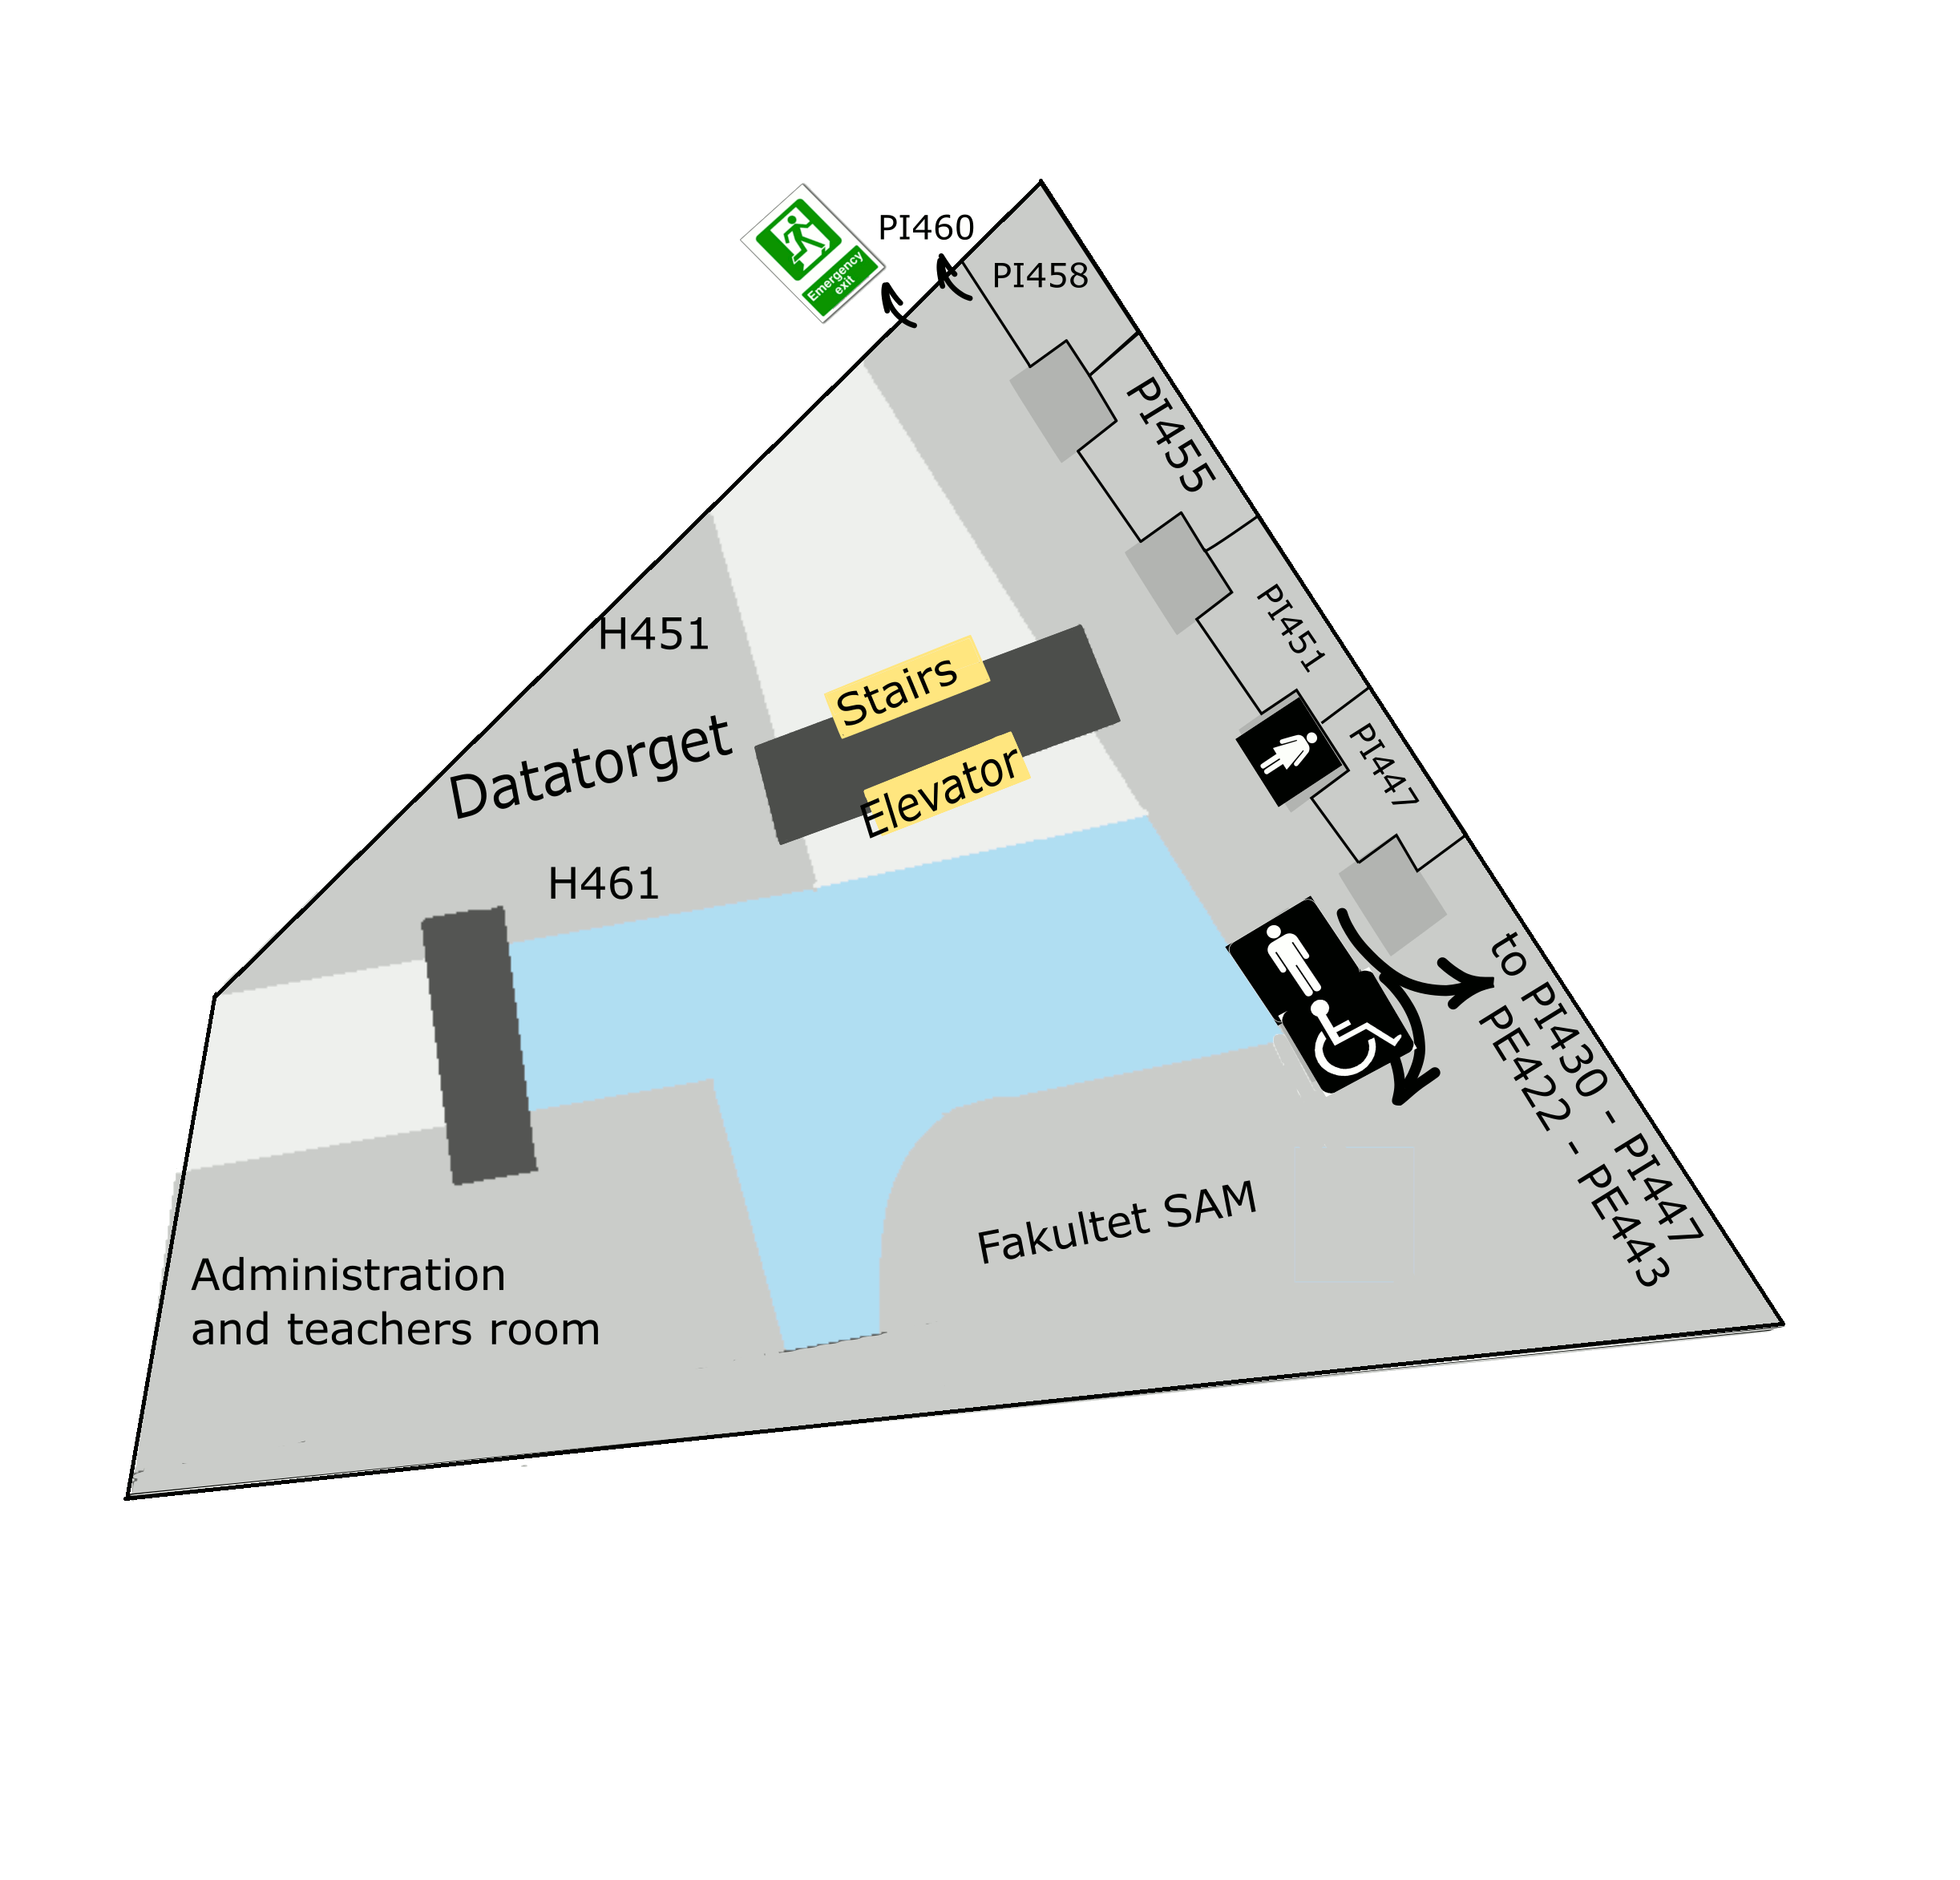 PI460
PI458
Emergency
exit
PI455
PI451
H451
Stairs
PI447
Datatorget
Elevator
H461
to PI430 - PI447
PE422 - PE443
Fakultet SAM
Administration
and teachers room